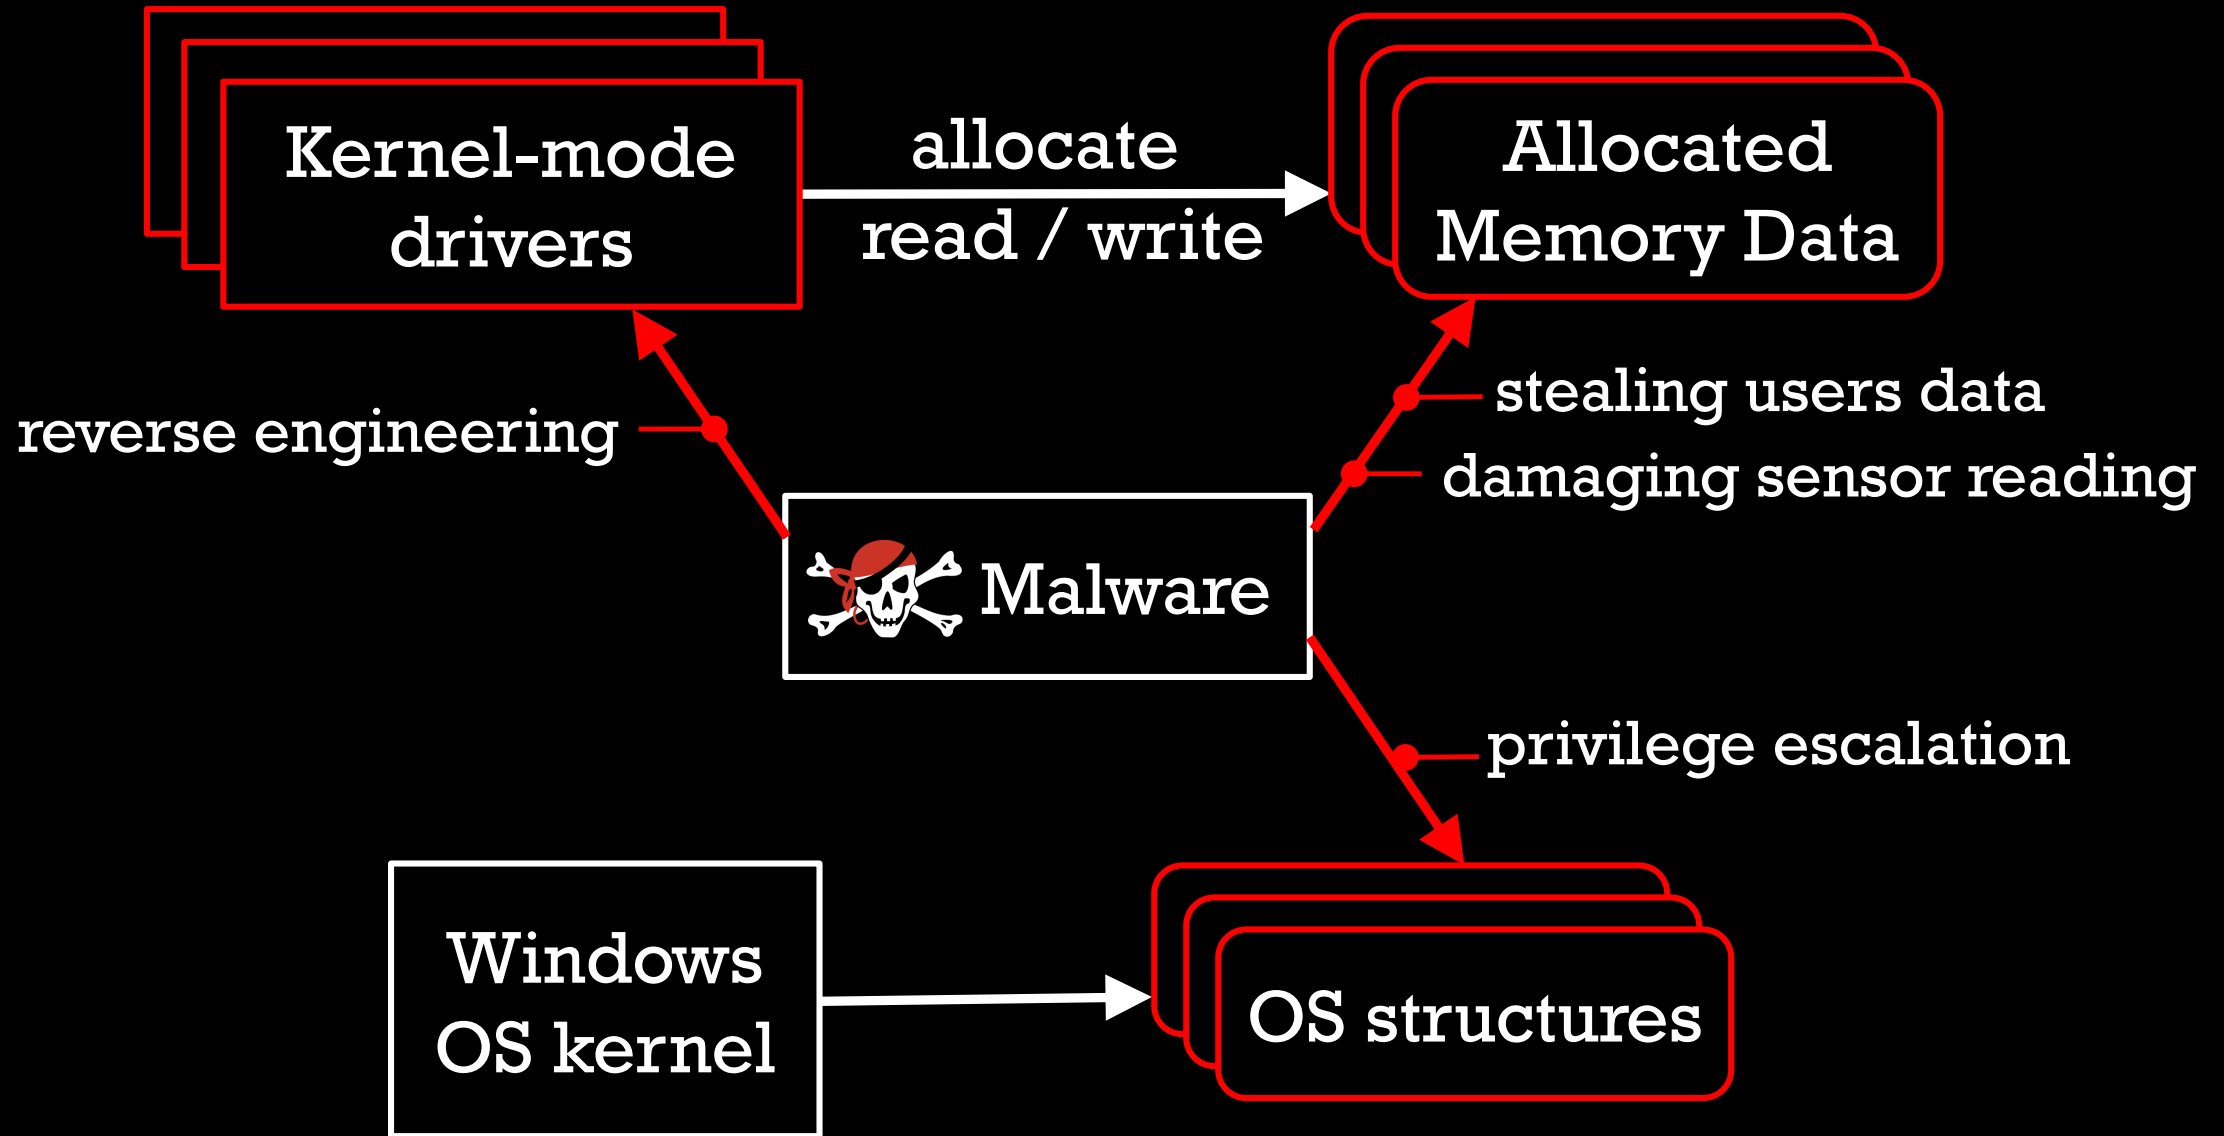 Kernel-mode
drivers
allocate
read / write
Allocated
Memory Data
reverse engineering
stealing users data
damaging sensor reading
Malware
privilege escalation
Windows
OS kernel
OS structures